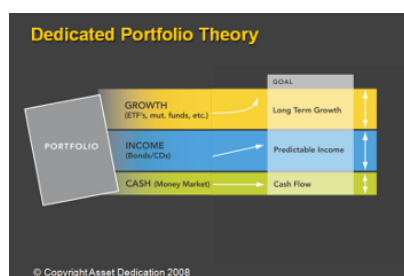 Dedicated Portfolio Theory
GOAL
GROWTH
(ETF's, mut. funds, etc.)
Long Term Growth
PORTFOLIO
INCOME
(Bonds/CDs)
Predictable Income
CASH (Money Market)
Cash Flow
© Copyright Asset Dedication 2008